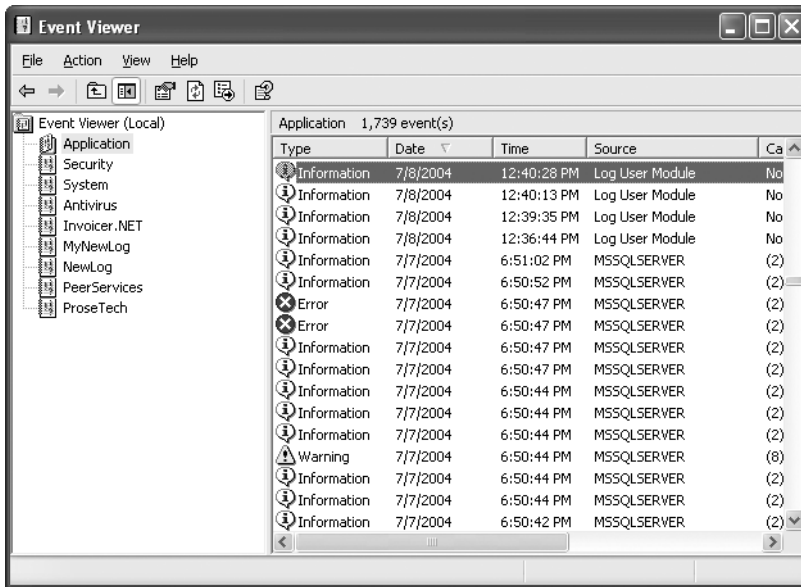 Event Viewer
File Action View Help
Event Viewer (Local)
Application
Security
System
Antivirus
Invoicer.NET
MyNewLog
NewLog
PeerServices
ProseTech
Application 1,739 event(s)
Type Date Time Source Ca
Information 7/8/2004 12:40:28 PM Log User Module No
Information 7/8/2004 12:40:13 PM Log User Module No
Information 7/8/2004 12:39:35 PM Log User Module No
Information 7/8/2004 12:36:44 PM Log User Module No
Information 7/7/2004 6:51:02 PM MSSQLSERVER (2)
Information 7/7/2004 6:50:52 PM MSSQLSERVER (2)
Error 7/7/2004 6:50:47 PM MSSQLSERVER (2)
Error 7/7/2004 6:50:47 PM MSSQLSERVER (2)
Information 7/7/2004 6:50:47 PM MSSQLSERVER (2)
Information 7/7/2004 6:50:47 PM MSSQLSERVER (2)
Information 7/7/2004 6:50:44 PM MSSQLSERVER (2)
Information 7/7/2004 6:50:44 PM MSSQLSERVER (2)
Information 7/7/2004 6:50:44 PM MSSQLSERVER (2)
Warning 7/7/2004 6:50:44 PM MSSQLSERVER (8)
Information 7/7/2004 6:50:44 PM MSSQLSERVER (2)
Information 7/7/2004 6:50:44 PM MSSQLSERVER (2)
Information 7/7/2004 6:50:42 PM MSSQLSERVER (2)